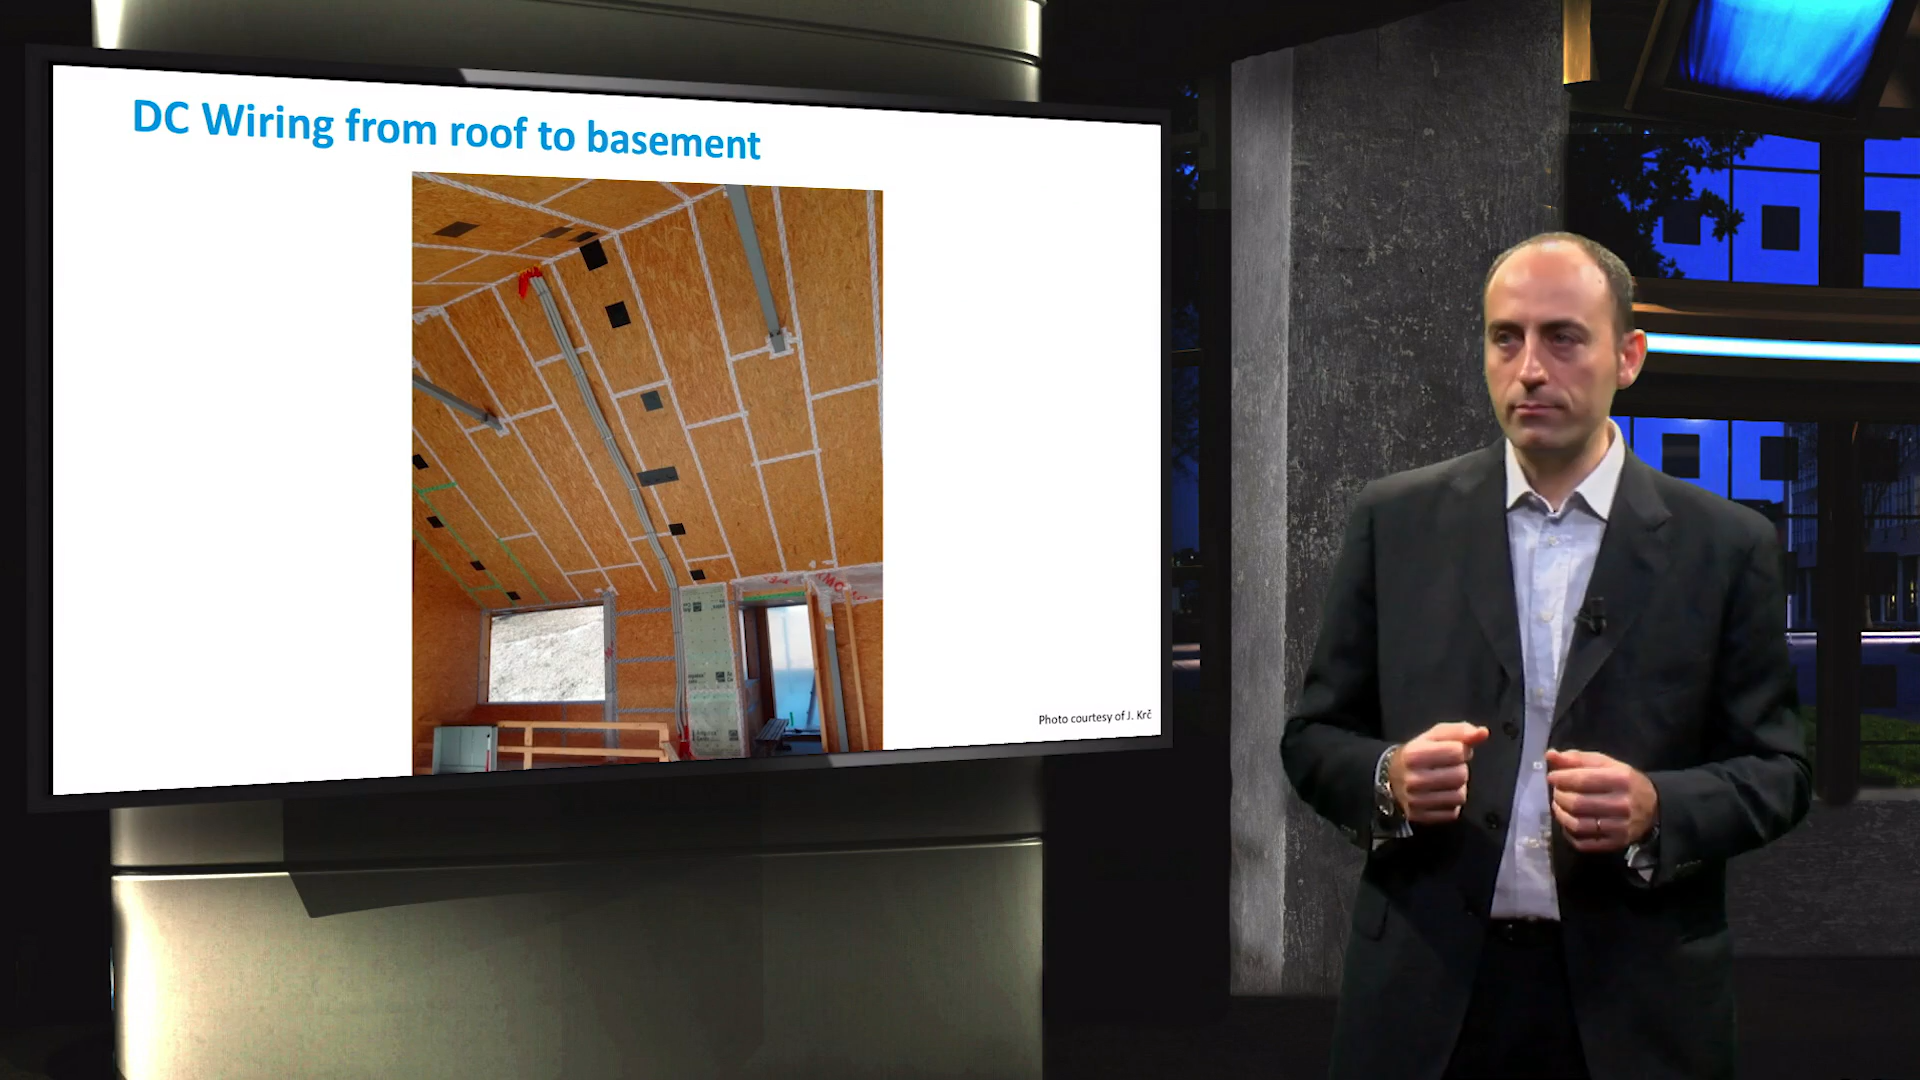 DC Wiring from roof to basement
Photo courtesy of J. Krč